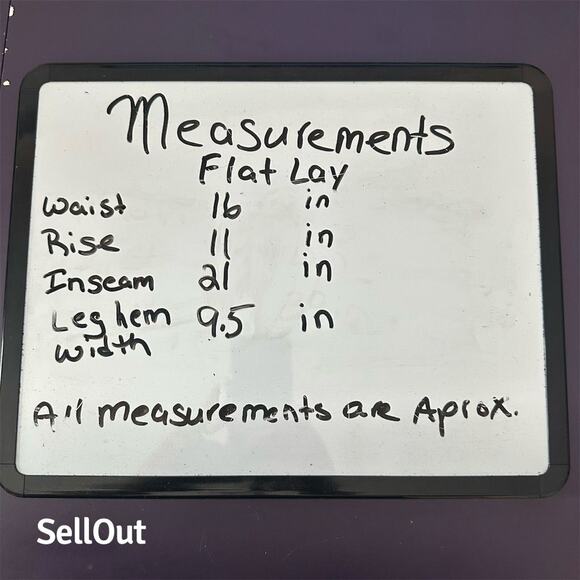 Measurements
Flat Lay
Waist 16 in
Rise 11 in
Inseam 21 in
Leg hem 9.5 in
width
All measurements are Aprox.
SellOut